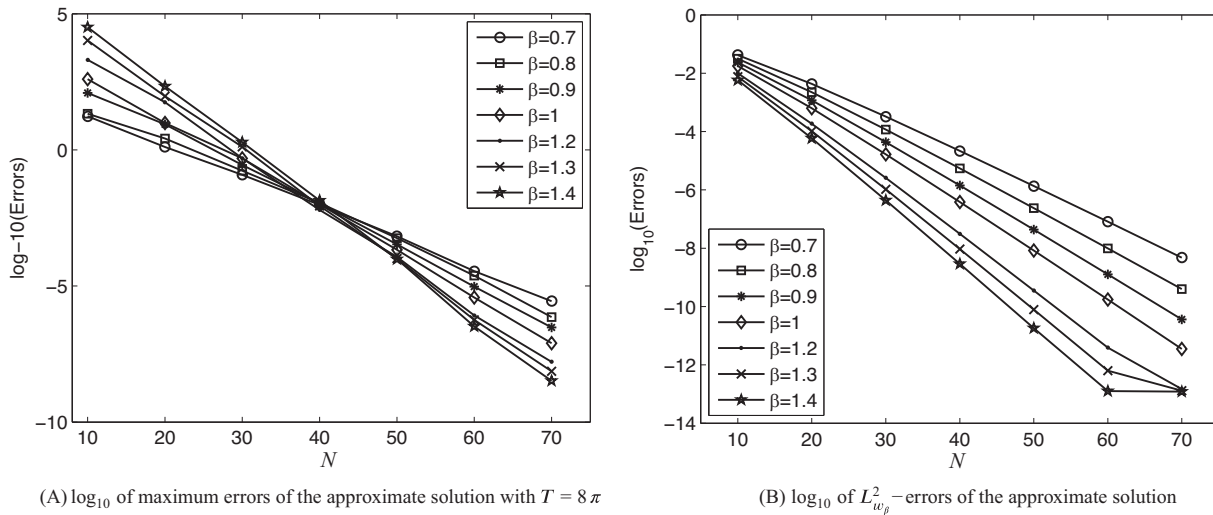 5
0
−5
−10
log−10(Errors)
10 20 30 40 50 60 70
N
β=0.7
β=0.8
β=0.9
β=1
β=1.2
β=1.3
β=1.4
(A) log₁₀ of maximum errors of the approximate solution with T = 8 π
0
−2
−4
−6
−8
−10
−12
−14
log₁₀(Errors)
10 20 30 40 50 60 70
N
β=0.7
β=0.8
β=0.9
β=1
β=1.2
β=1.3
β=1.4
(B) log₁₀ of L²_{w_β}−errors of the approximate solution